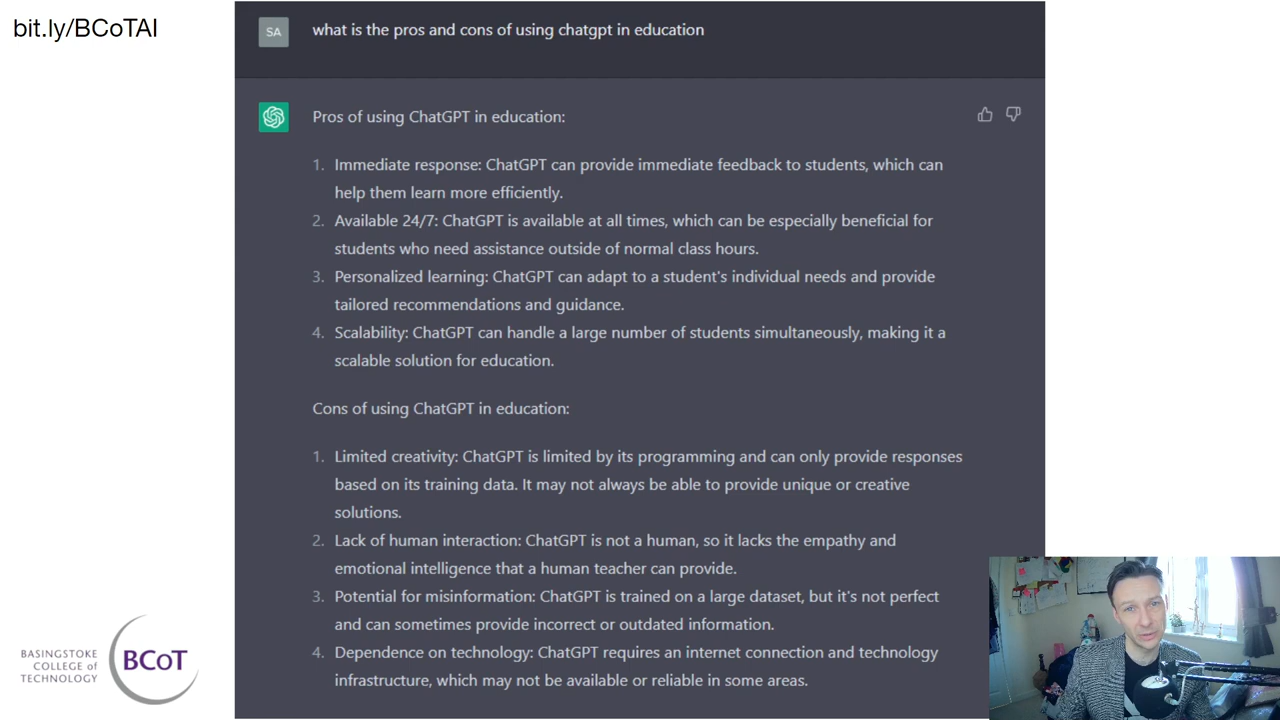 bit.ly/BCoTAI
SA
what is the pros and cons of using chatgpt in education
Pros of using ChatGPT in education:
1. Immediate response: ChatGPT can provide immediate feedback to students, which can
help them learn more efficiently.
2. Available 24/7: ChatGPT is available at all times, which can be especially beneficial for
students who need assistance outside of normal class hours.
3. Personalized learning: ChatGPT can adapt to a student's individual needs and provide
tailored recommendations and guidance.
4. Scalability: ChatGPT can handle a large number of students simultaneously, making it a
scalable solution for education.
Cons of using ChatGPT in education:
1. Limited creativity: ChatGPT is limited by its programming and can only provide responses
based on its training data. It may not always be able to provide unique or creative
solutions.
2. Lack of human interaction: ChatGPT is not a human, so it lacks the empathy and
emotional intelligence that a human teacher can provide.
3. Potential for misinformation: ChatGPT is trained on a large dataset, but it's not perfect
and can sometimes provide incorrect or outdated information.
4. Dependence on technology: ChatGPT requires an internet connection and technology
infrastructure, which may not be available or reliable in some areas.
BASINGSTOKE
COLLEGE of
TECHNOLOGY
BCoT